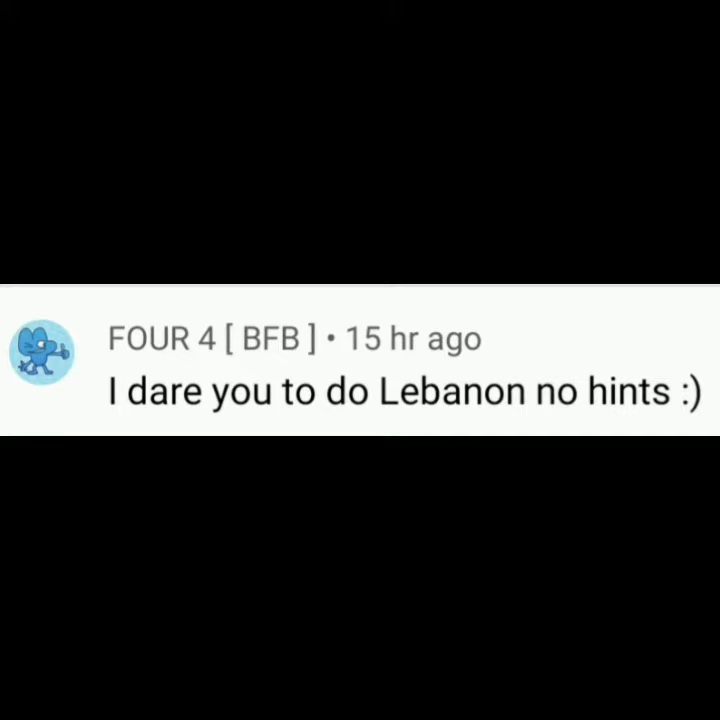 FOUR 4 [ BFB ] • 15 hr ago
I dare you to do Lebanon no hints :)